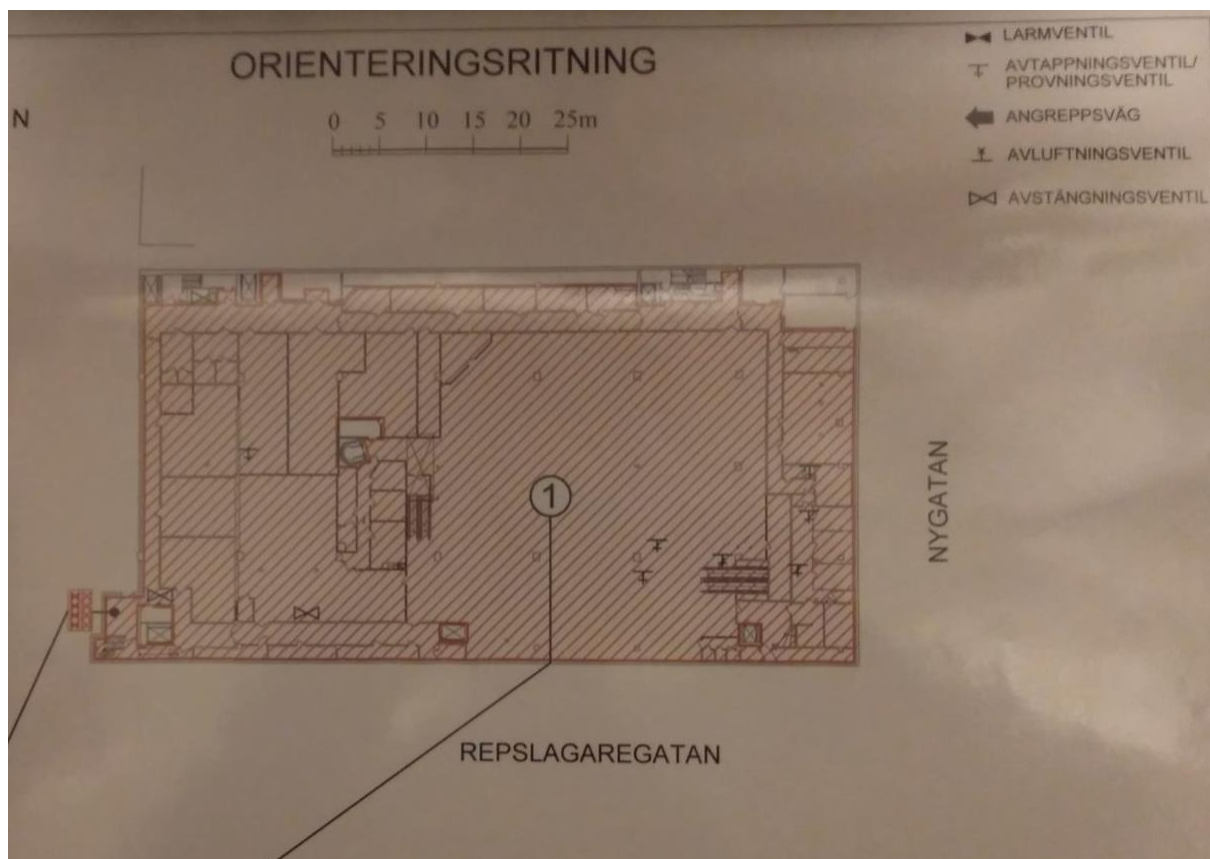 LARMVENTIL
ORIENTERINGSRITNING
AVTAPPNINGSVENTIL/
PROVNINGSVENTIL
N
0 5 10 15 20 25m
ANGREPPSVÄG
AVLUFTNINGSVENTIL
AVSTÄNGNINGSVENTIL
1
NYGATAN
REPSLAGAREGATAN